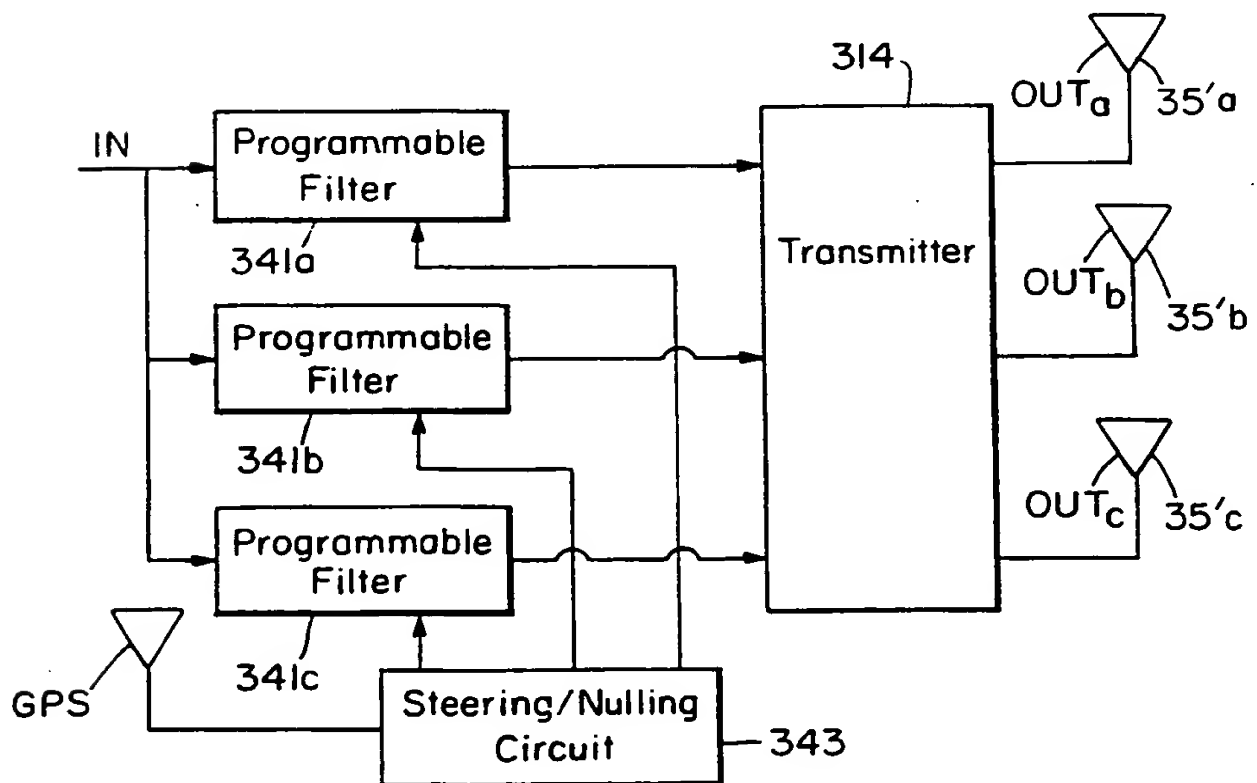 314
OUTa
35'a
IN
Programmable
Filter
341a
Transmitter
OUTb
35'b
Programmable
Filter
341b
OUTc
35'c
Programmable
Filter
341c
GPS
Steering/Nulling
Circuit
343